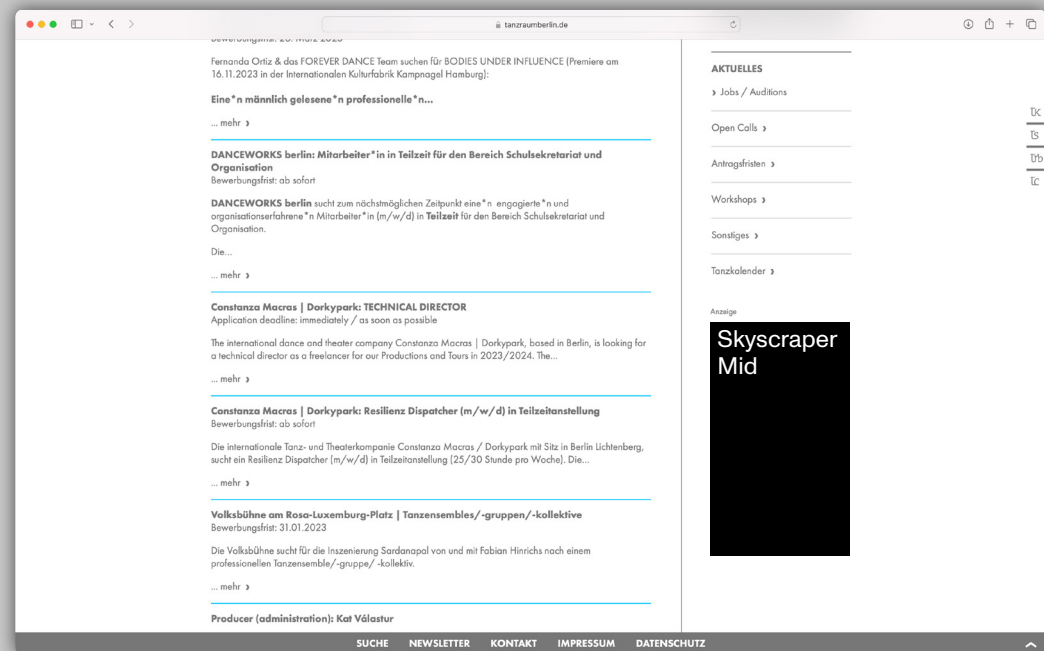 tanzraumberlin.de
Bewerbungsfrist: 20. März 2023
Fernanda Ortiz & das FOREVER DANCE Team suchen für BODIES UNDER INFLUENCE (Premiere am
16.11.2023 in der Internationalen Kulturfabrik Kampnagel Hamburg):
Eine*n männlich gelesene*n professionelle*n...
... mehr ›
DANCEWORKS berlin: Mitarbeiter*in in Teilzeit für den Bereich Schulsekretariat und
Organisation
Bewerbungsfrist: ab sofort
DANCEWORKS berlin sucht zum nächstmöglichen Zeitpunkt eine*n engagierte*n und
organisationserfahrene*n Mitarbeiter*in (m/w/d) in Teilzeit für den Bereich Schulsekretariat und
Organisation.
Die...
... mehr ›
Constanza Macras | Dorkypark: TECHNICAL DIRECTOR
Application deadline: immediately / as soon as possible
The international dance and theater company Constanza Macras | Dorkypark, based in Berlin, is looking for
a technical director as a freelancer for our Productions and Tours in 2023/2024. The...
... mehr ›
Constanza Macras | Dorkypark: Resilienz Dispatcher (m/w/d) in Teilzeitanstellung
Bewerbungsfrist: ab sofort
Die internationale Tanz- und Theaterkompanie Constanza Macras / Dorkypark mit Sitz in Berlin Lichtenberg,
sucht ein Resilienz Dispatcher (m/w/d) in Teilzeitanstellung (25/30 Stunde pro Woche). Die...
... mehr ›
Volksbühne am Rosa-Luxemburg-Platz | Tanzensembles/-gruppen/-kollektive
Bewerbungsfrist: 31.01.2023
Die Volksbühne sucht für die Inszenierung Sardanapal von und mit Fabian Hinrichs nach einem
professionellen Tanzensemble/-gruppe/ -kollektiv.
... mehr ›
Producer (administration): Kat Válastur
AKTUELLES
› Jobs / Auditions
Open Calls ›
Antragsfristen ›
Workshops ›
Sonstiges ›
Tanzkalender ›
Anzeige
Skyscraper
Mid
SUCHE NEWSLETTER KONTAKT IMPRESSUM DATENSCHUTZ